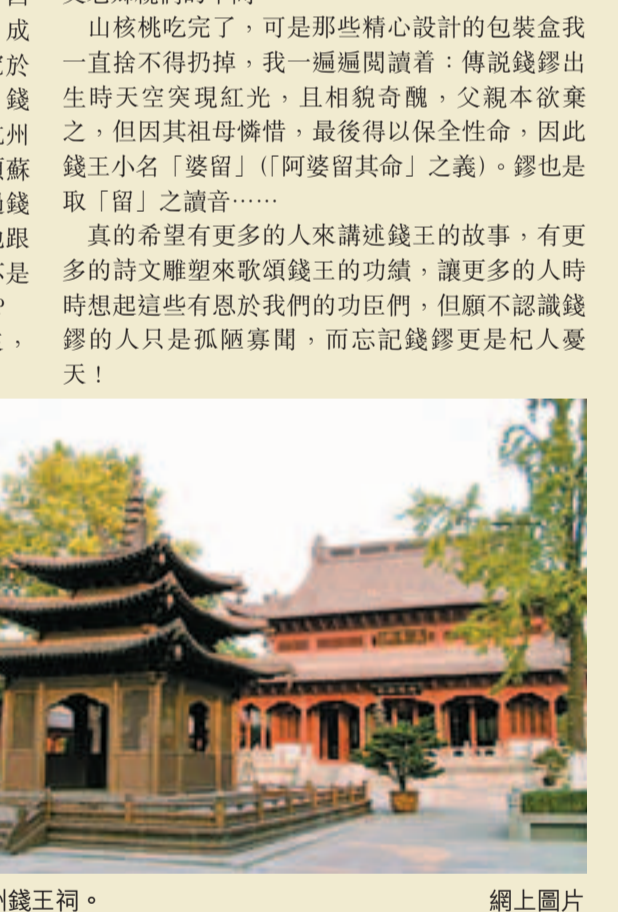 成
於
錢
州
蘇
錢
跟
是
，
山核桃吃完了，可是那些精心設計的包裝盒我
一直捨不得扔掉，我一遍遍閱讀着：傳說錢鏐出
生時天空突現紅光，且相貌奇醜，父親本欲棄
之，但因其祖母憐惜，最後得以保全性命，因此
錢王小名「婆留」(「阿婆留其命」之義)。鏐也是
取「留」之讀音⋯⋯
真的希望有更多的人來講述錢王的故事，有更
多的詩文雕塑來歌頌錢王的功績，讓更多的人時
時想起這些有恩於我們的功臣們，但願不認識錢
鏐的人只是孤陋寡聞，而忘記錢鏐更是杞人憂
天！
錢王祠。
網上圖片